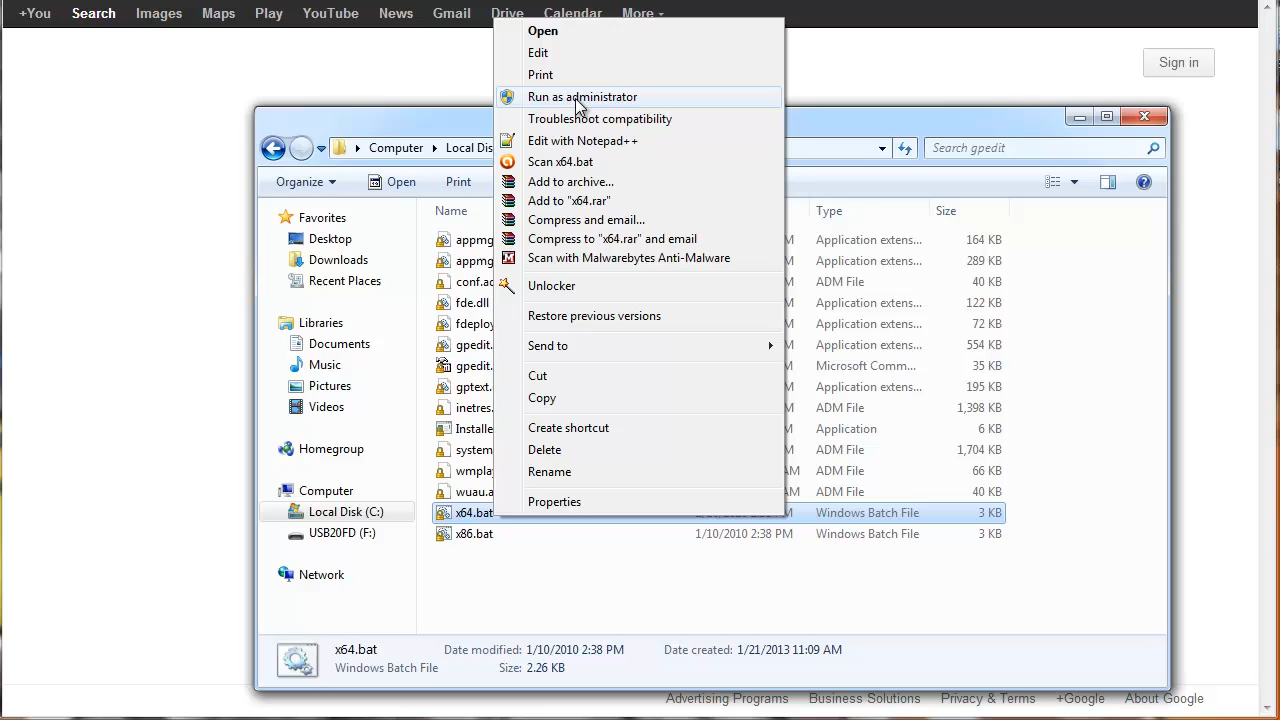 +You Search Images Maps Play YouTube News Gmail Drive Calendar More
Sign in
Open
Edit
Print
Run as administrator
Troubleshoot compatibility
Edit with Notepad++
Scan x64.bat
Add to archive...
Add to "x64.rar"
Compress and email...
Compress to "x64.rar" and email
Scan with Malwarebytes Anti-Malware
Unlocker
Restore previous versions
Send to
Cut
Copy
Create shortcut
Delete
Rename
Properties
Computer Local Dis
Search gpedit
Organize Open Print
Name Type Size
Favorites
Desktop
Downloads
Recent Places
Libraries
Documents
Music
Pictures
Videos
Homegroup
Computer
Local Disk (C:)
USB20FD (F:)
Network
appmg M Application extens... 164 KB
appmg M Application extens... 289 KB
conf.ad M ADM File 40 KB
fde.dll M Application extens... 122 KB
fdeploy M Application extens... 72 KB
gpedit. M Application extens... 554 KB
gpedit. M Microsoft Comm... 35 KB
gptext. M Application extens... 195 KB
inetres. M ADM File 1,398 KB
Installe M Application 6 KB
system M ADM File 1,704 KB
wmplay AM ADM File 66 KB
wuau.a AM ADM File 40 KB
x64.bat Windows Batch File 3 KB
x86.bat 1/10/2010 2:38 PM Windows Batch File 3 KB
x64.bat Date modified: 1/10/2010 2:38 PM Date created: 1/21/2013 11:09 AM
Windows Batch File Size: 2.26 KB
Advertising Programs Business Solutions Privacy & Terms +Google About Google